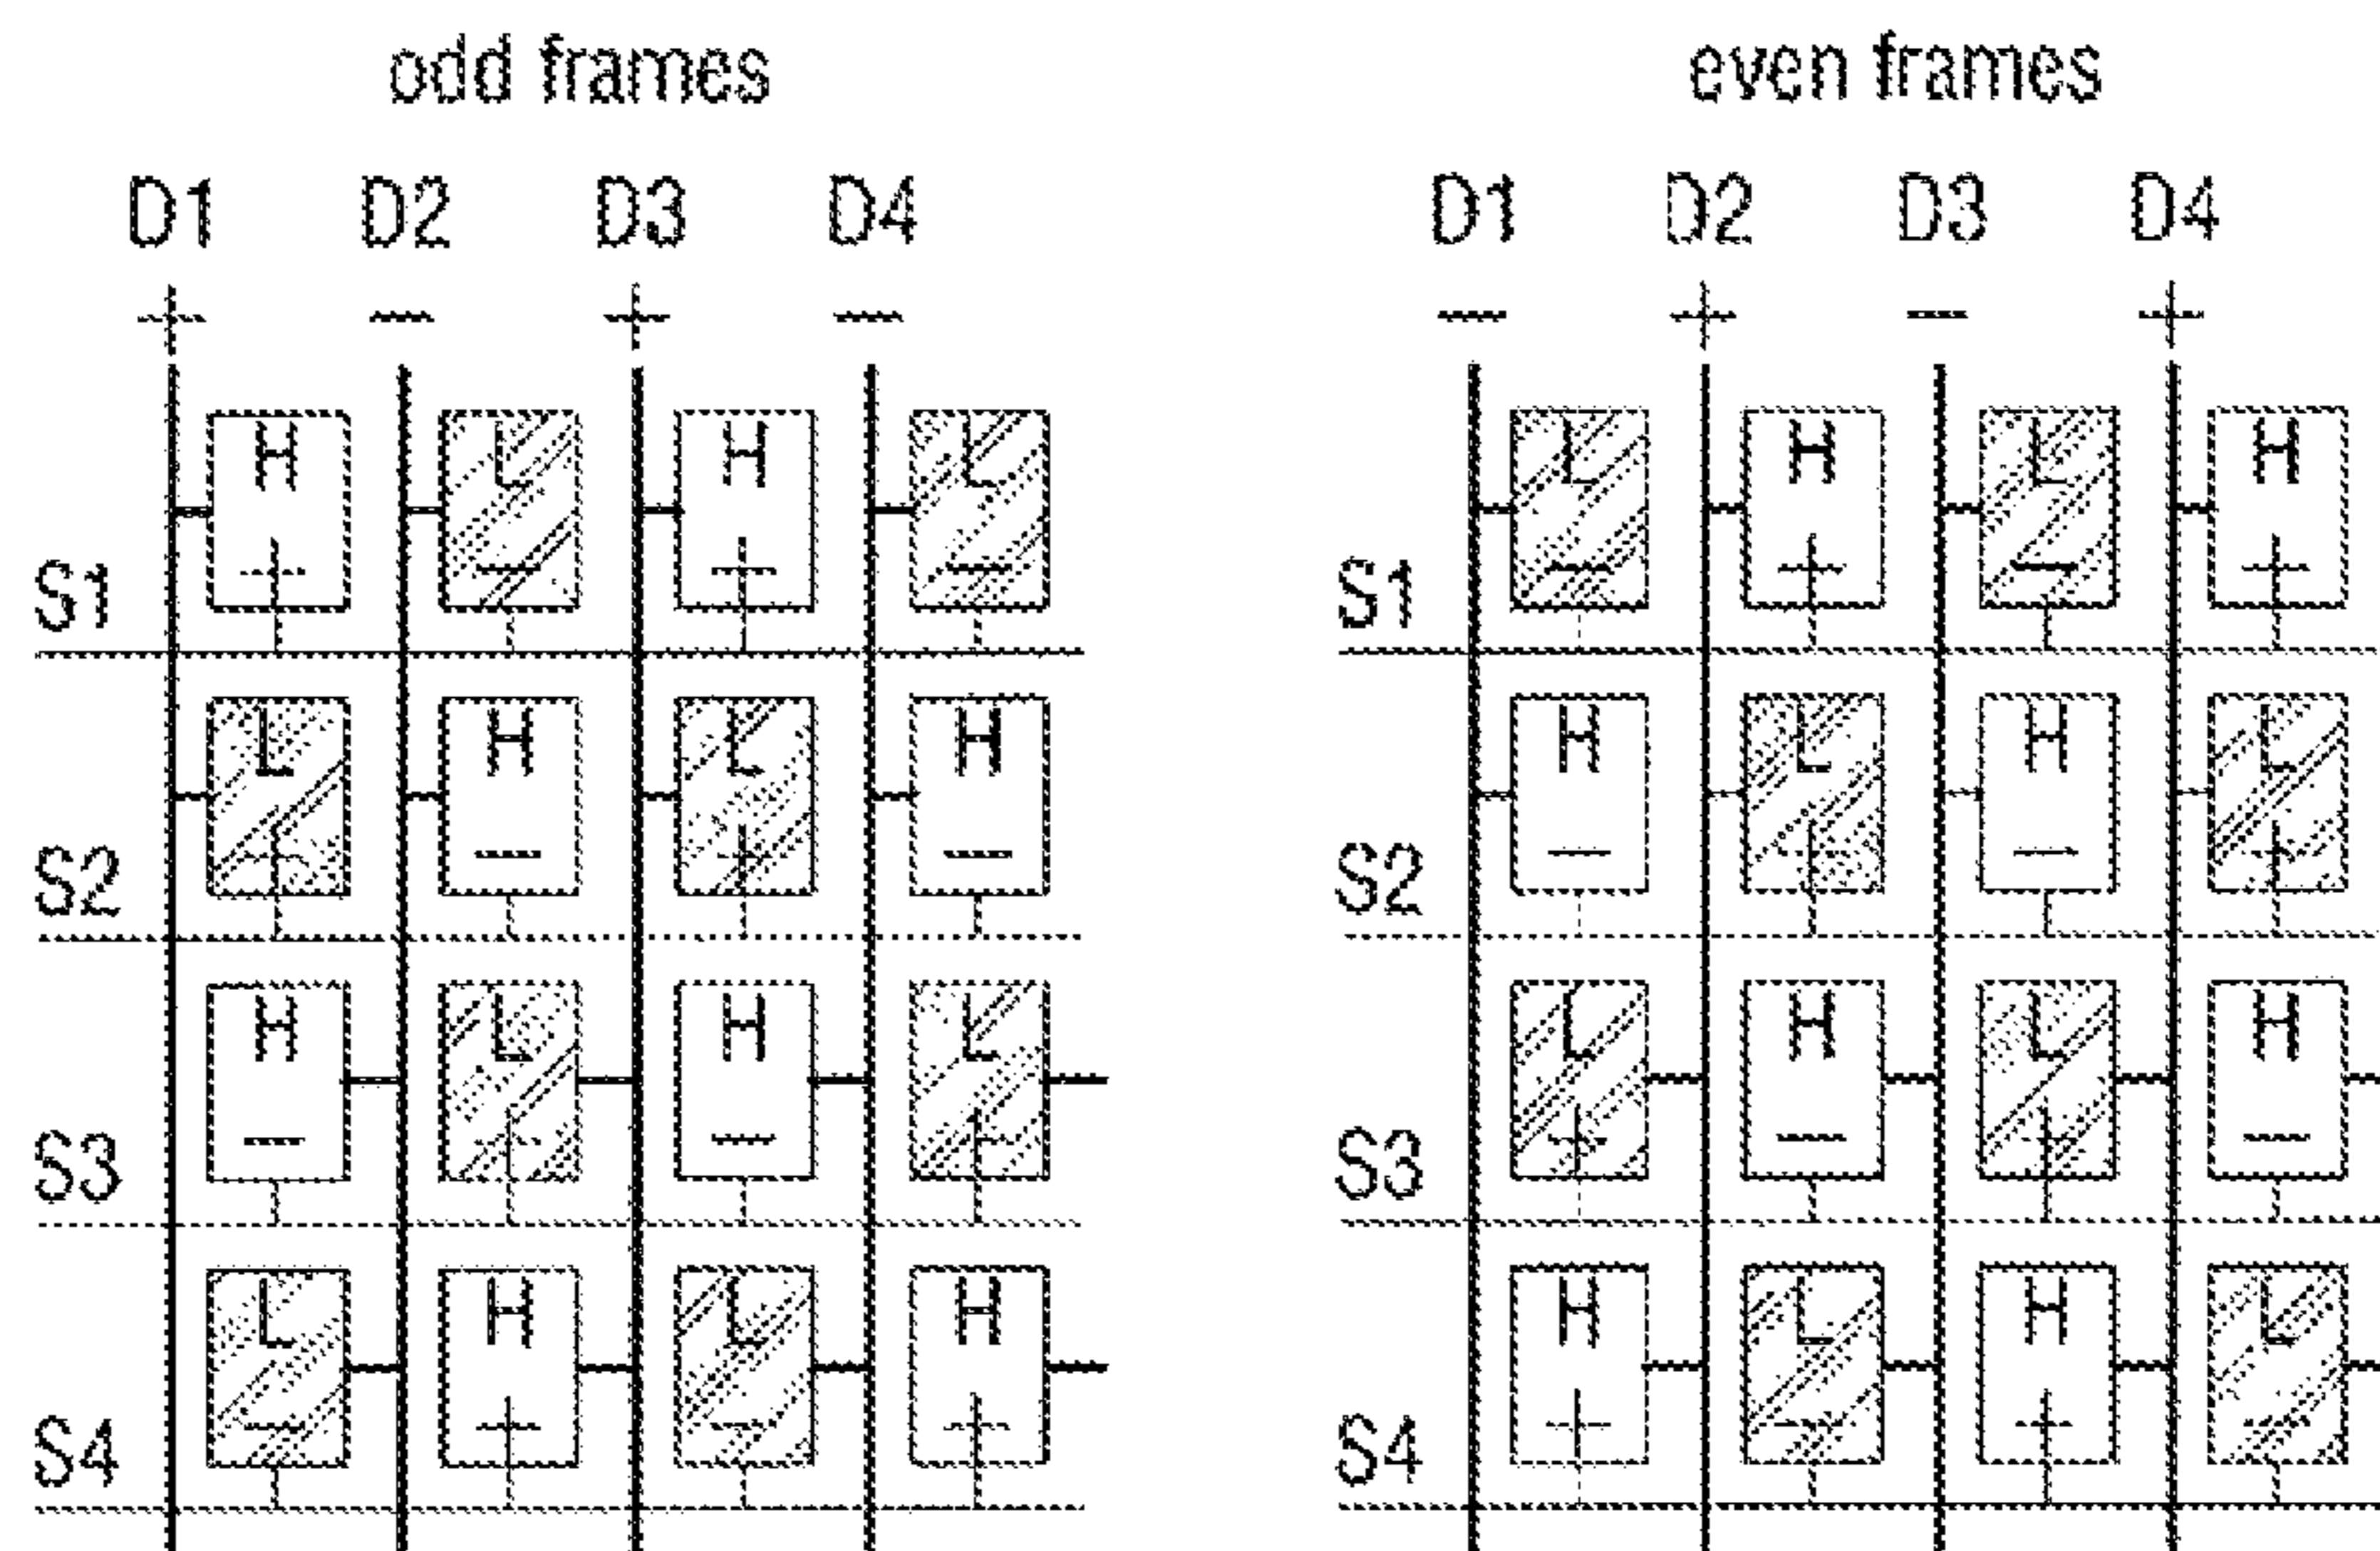 odd frames even frames
D1 D2 D3 D4 D1 D2 D3 D4
+ − + − − + − +
H L H L L H L H
S1 + − + − S1 − + − +
L H L H H L H L
S2 + − + − S2 − + − +
H L H L L H L H
S3 − + − + S3 + − + −
L H L H H L H L
S4 − + − + S4 + − + −